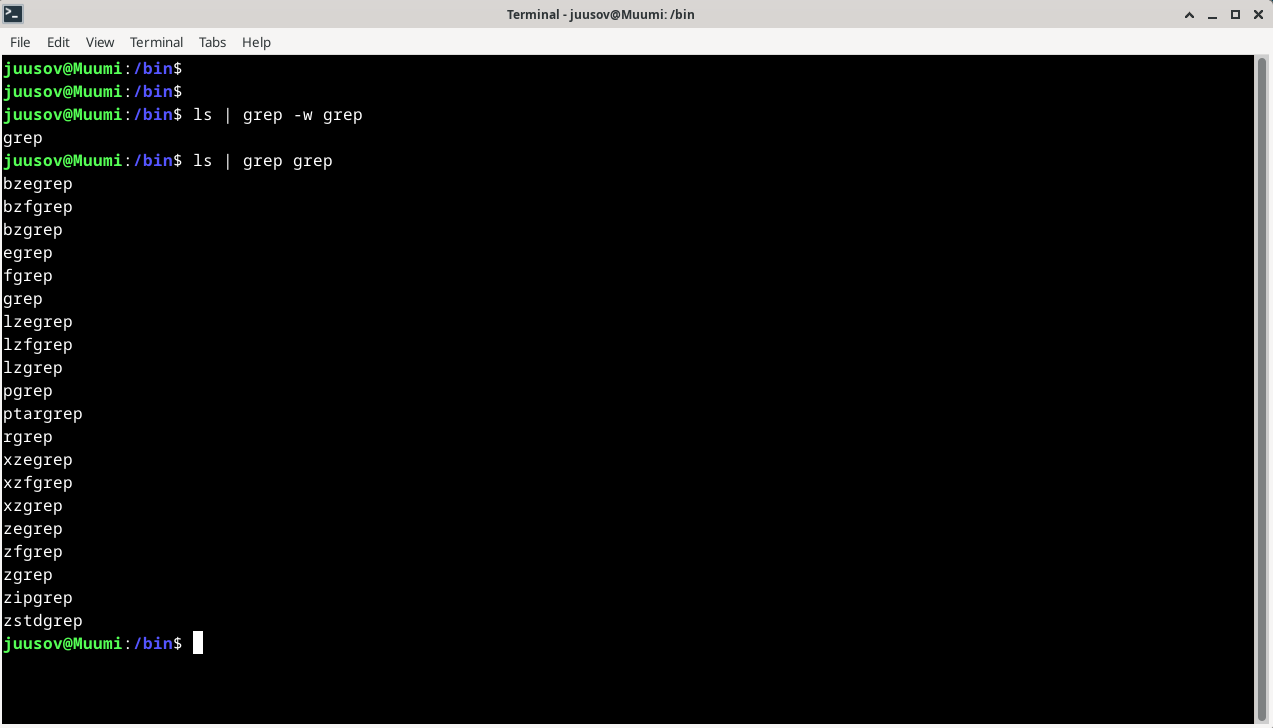 Terminal - juusov@Muumi: /bin
File Edit View Terminal Tabs Help
juusov@Muumi:/bin$
juusov@Muumi:/bin$
juusov@Muumi:/bin$ ls | grep -w grep
grep
juusov@Muumi:/bin$ ls | grep grep
bzegrep
bzfgrep
bzgrep
egrep
fgrep
grep
lzegrep
lzfgrep
lzgrep
pgrep
ptargrep
rgrep
xzegrep
xzfgrep
xzgrep
zegrep
zfgrep
zgrep
zipgrep
zstdgrep
juusov@Muumi:/bin$